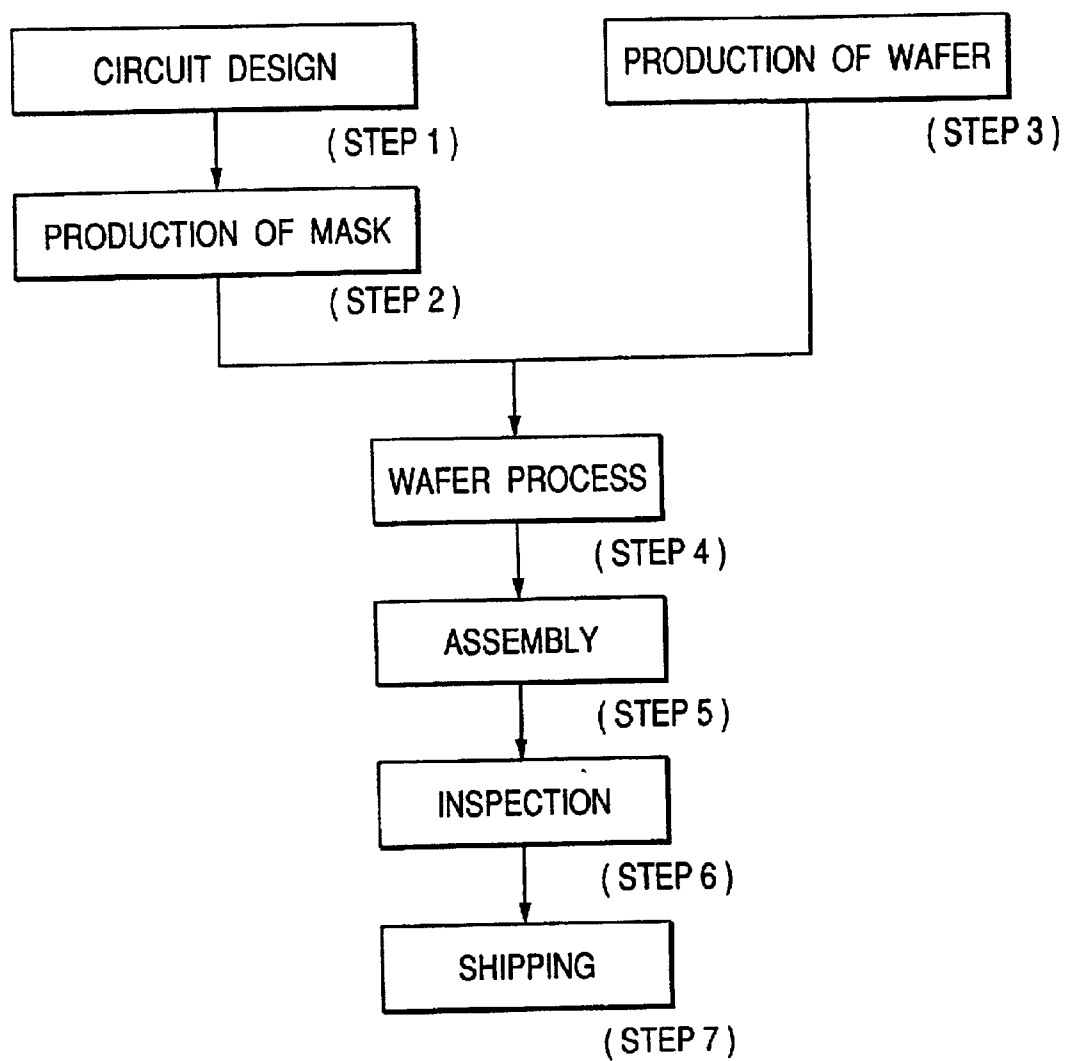 CIRCUIT DESIGN
(STEP 1)
PRODUCTION OF MASK
(STEP 2)
PRODUCTION OF WAFER
(STEP 3)
WAFER PROCESS
(STEP 4)
ASSEMBLY
(STEP 5)
INSPECTION
(STEP 6)
SHIPPING
(STEP 7)